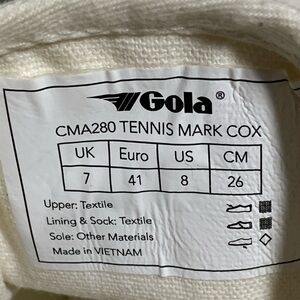 Gola®
CMA280 TENNIS MARK COX
UK Euro US CM
7 41 8 26
Upper: Textile
Lining & Sock: Textile
Sole: Other Materials
Made in VIETNAM